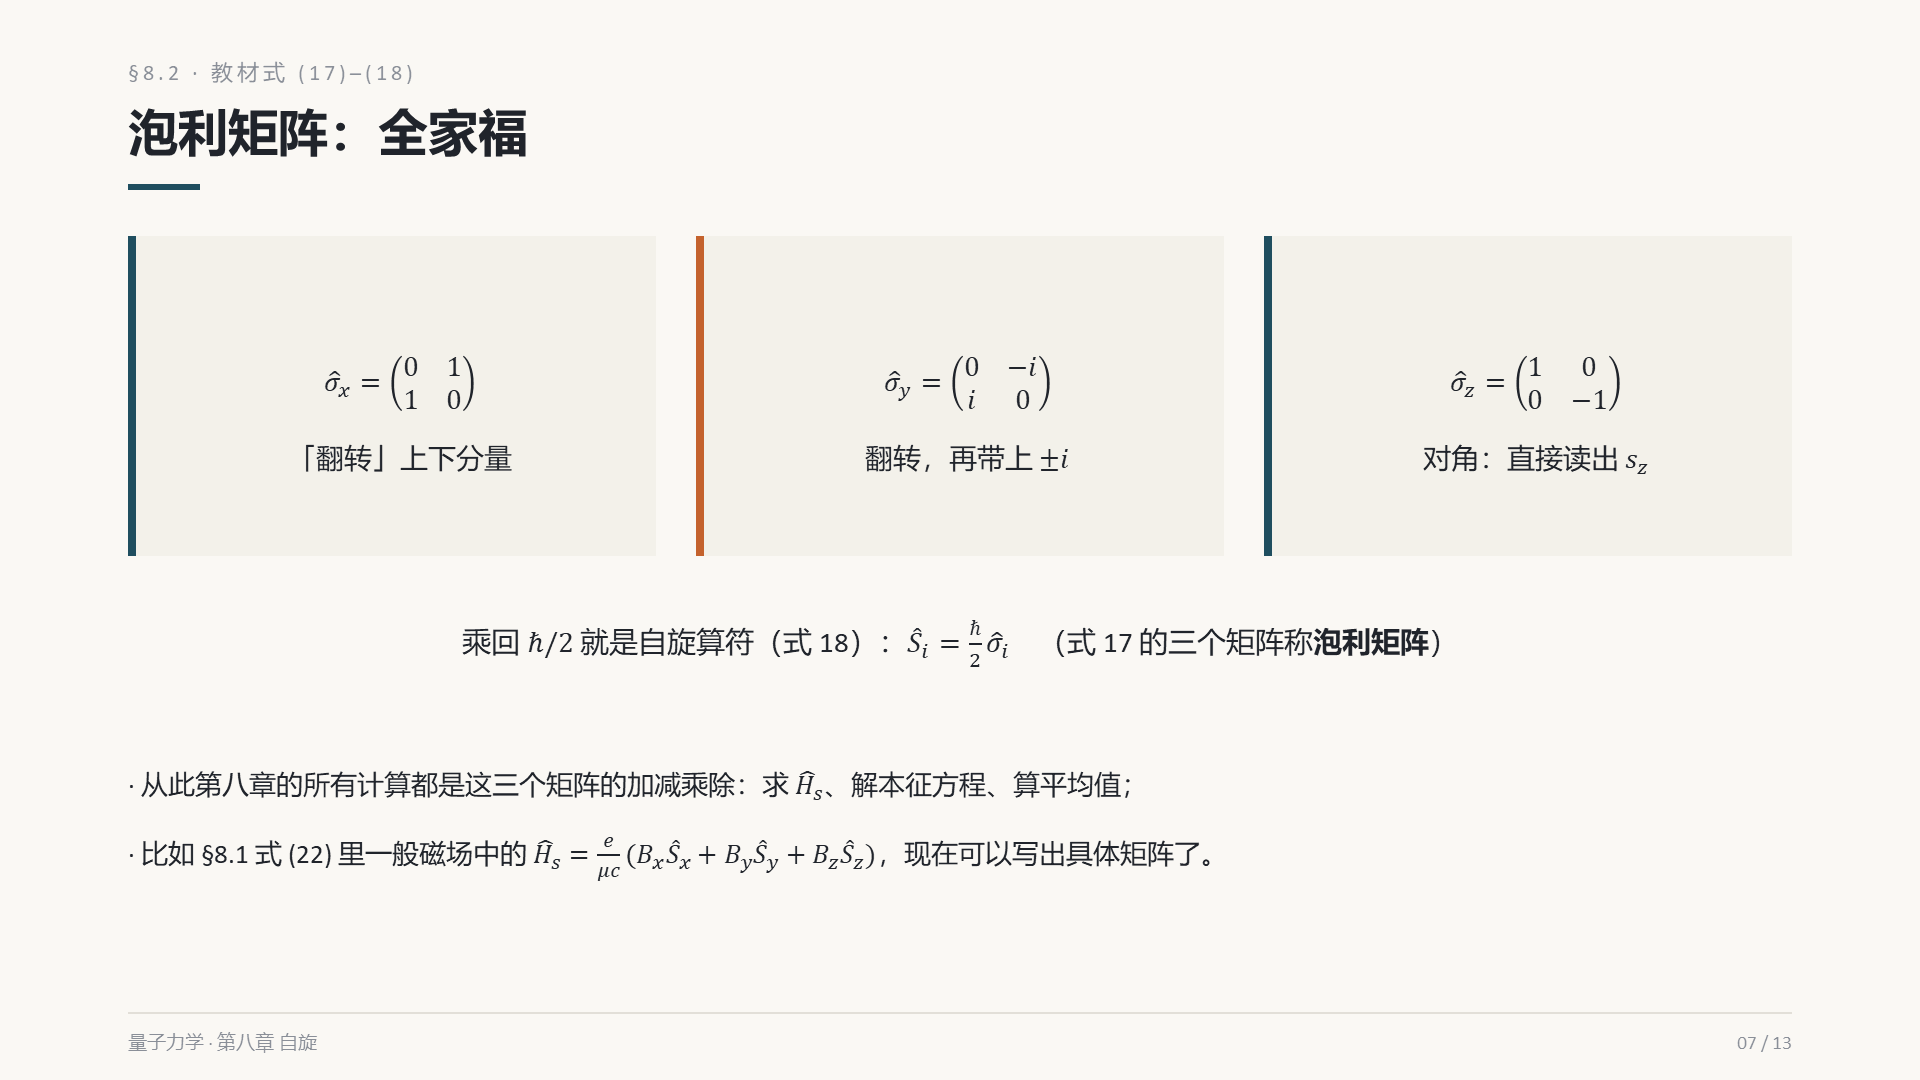 §8.2 · 教材式 (17)–(18)
泡利矩阵：全家福
σ̂ₓ = (0 1; 1 0)
「翻转」上下分量
σ̂_y = (0 −i; i 0)
翻转，再带上 ±i
σ̂_z = (1 0; 0 −1)
对角：直接读出 s_z
乘回 ħ/2 就是自旋算符（式 18）：Ŝᵢ = ħ/2 σ̂ᵢ （式 17 的三个矩阵称泡利矩阵）
· 从此第八章的所有计算都是这三个矩阵的加减乘除：求 Ĥₛ、解本征方程、算平均值；
· 比如 §8.1 式 (22) 里一般磁场中的 Ĥₛ = e/μc (BₓŜₓ + B_yŜ_y + B_zŜ_z)，现在可以写出具体矩阵了。
量子力学 · 第八章 自旋
07 / 13